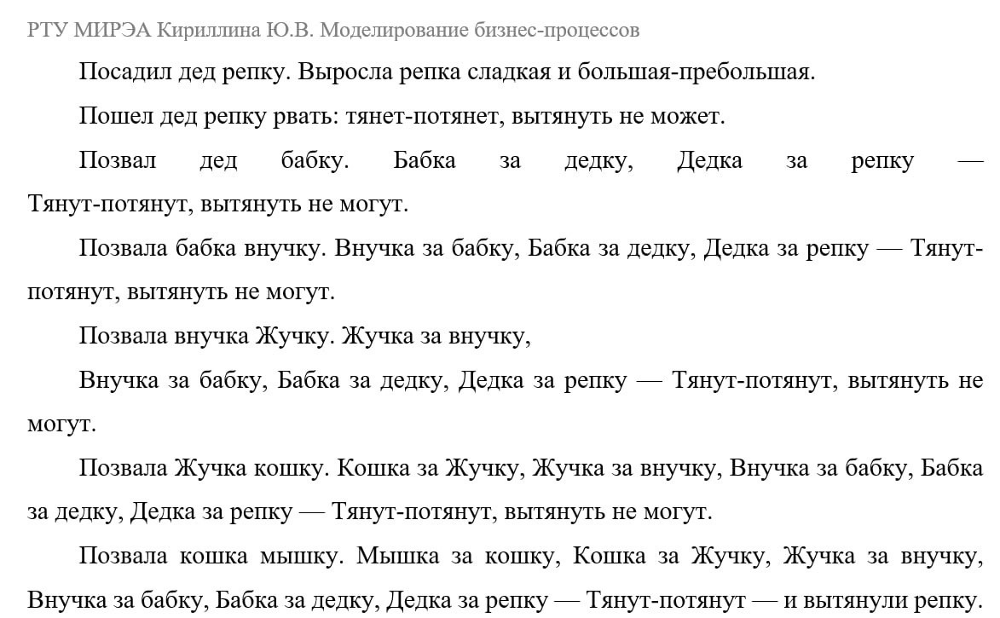 РТУ МИРЭА Кириллина Ю.В. Моделирование бизнес-процессов
Посадил дед репку. Выросла репка сладкая и большая-пребольшая.
Пошел дед репку рвать: тянет-потянет, вытянуть не может.
Позвал дед бабку. Бабка за дедку, Дедка за репку —
Тянут-потянут, вытянуть не могут.
Позвала бабка внучку. Внучка за бабку, Бабка за дедку, Дедка за репку — Тянут-
потянут, вытянуть не могут.
Позвала внучка Жучку. Жучка за внучку,
Внучка за бабку, Бабка за дедку, Дедка за репку — Тянут-потянут, вытянуть не
могут.
Позвала Жучка кошку. Кошка за Жучку, Жучка за внучку, Внучка за бабку, Бабка
за дедку, Дедка за репку — Тянут-потянут, вытянуть не могут.
Позвала кошка мышку. Мышка за кошку, Кошка за Жучку, Жучка за внучку,
Внучка за бабку, Бабка за дедку, Дедка за репку — Тянут-потянут — и вытянули репку.